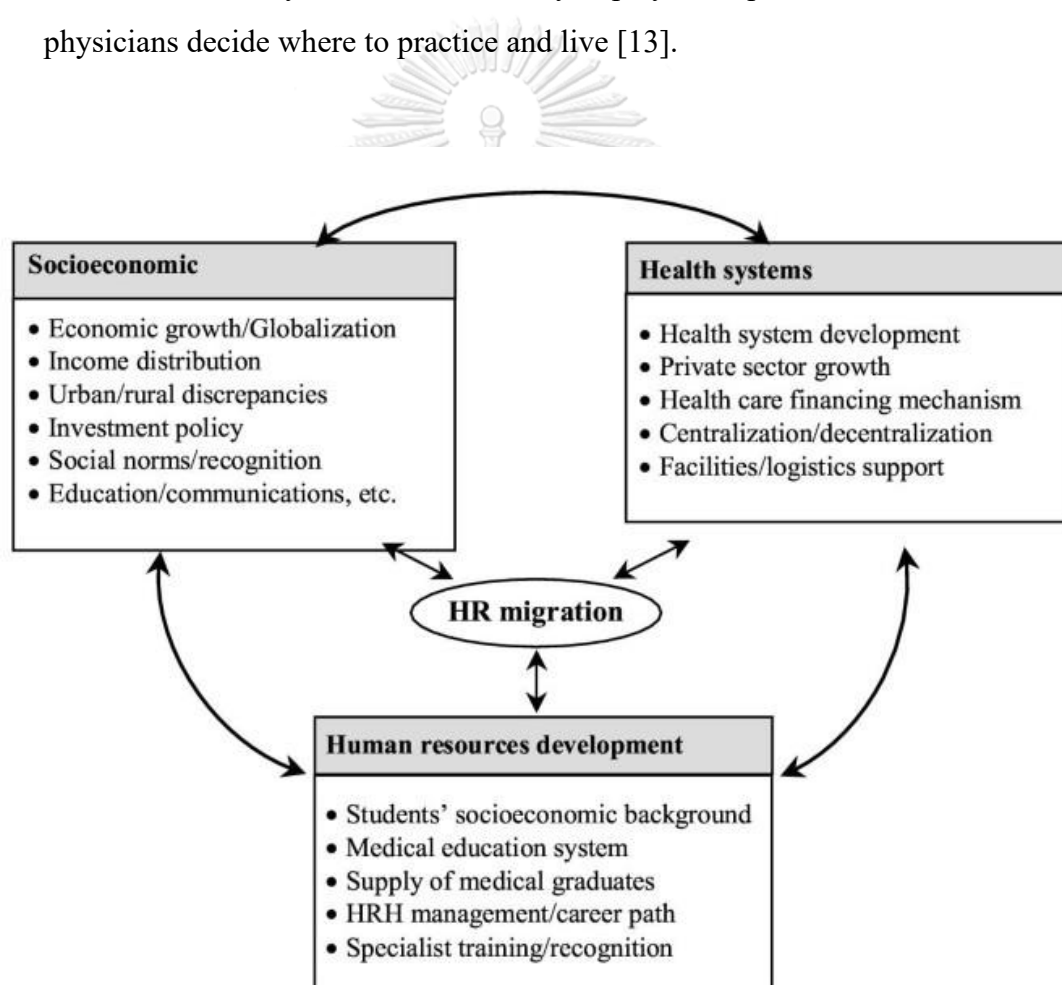 physicians decide where to practice and live [13].
Socioeconomic
• Economic growth/Globalization
• Income distribution
• Urban/rural discrepancies
• Investment policy
• Social norms/recognition
• Education/communications, etc.
Health systems
• Health system development
• Private sector growth
• Health care financing mechanism
• Centralization/decentralization
• Facilities/logistics support
HR migration
Human resources development
• Students’ socioeconomic background
• Medical education system
• Supply of medical graduates
• HRH management/career path
• Specialist training/recognition